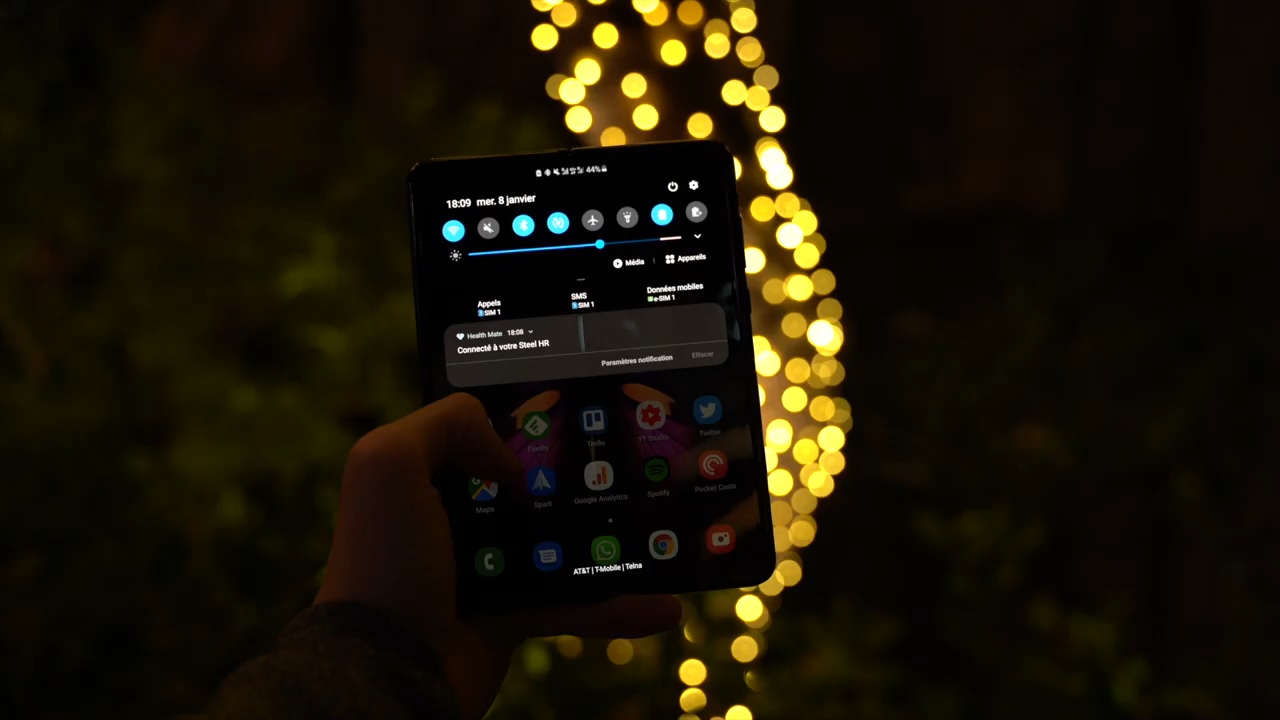 44%
18:09 mer. 8 janvier
Média | Appareils
Appels SMS Données mobiles
SIM 1 SIM 1 e-SIM 1
Health Mate 18:08
Connecté à votre Steel HR
Paramètres notification Effacer
Feedly Trello YT Studio Twitter
Maps Spark Google Analytics Spotify Pocket Casts
AT&T | T-Mobile | Telna